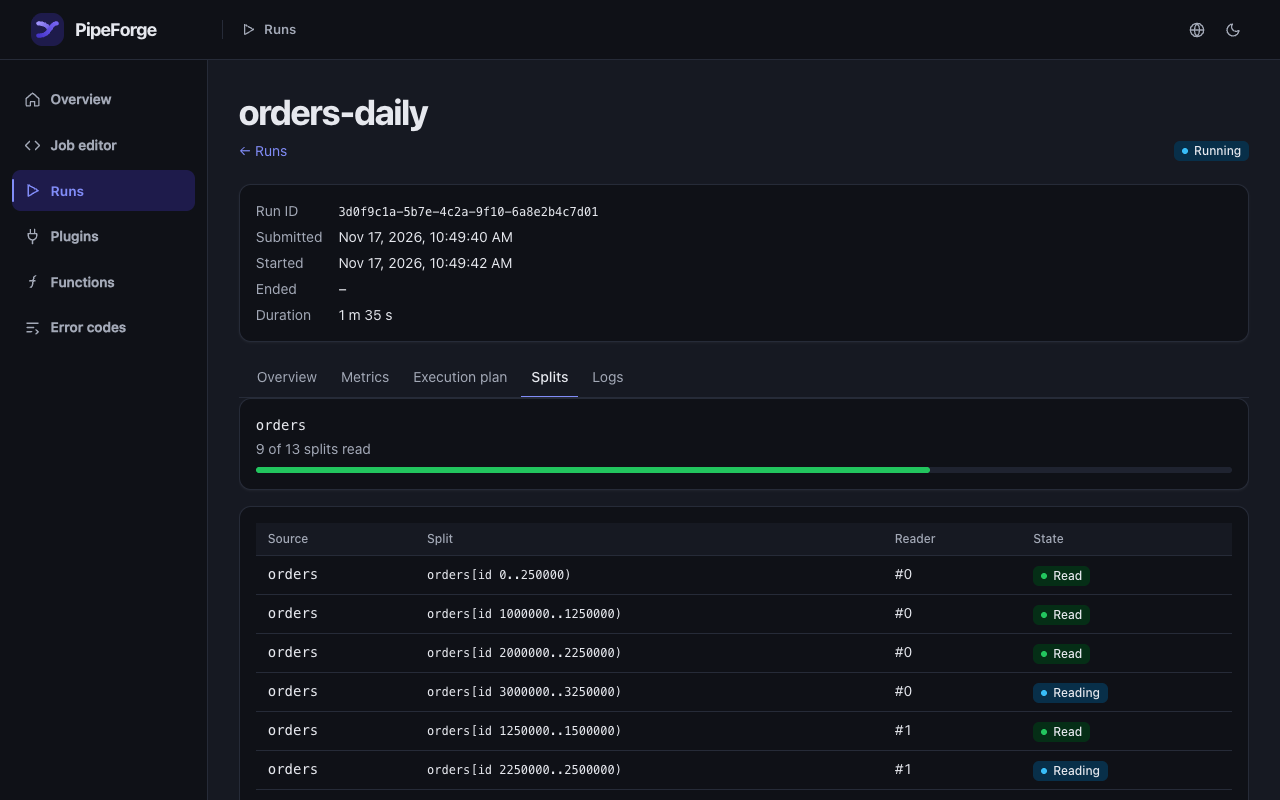 PipeForge
Runs
Overview
Job editor
Runs
Plugins
Functions
Error codes
orders-daily
← Runs
Running
Run ID 3d0f9c1a-5b7e-4c2a-9f10-6a8e2b4c7d01
Submitted Nov 17, 2026, 10:49:40 AM
Started Nov 17, 2026, 10:49:42 AM
Ended –
Duration 1 m 35 s
Overview Metrics Execution plan Splits Logs
orders
9 of 13 splits read
Source Split Reader State
orders orders[id 0..250000) #0 Read
orders orders[id 1000000..1250000) #0 Read
orders orders[id 2000000..2250000) #0 Read
orders orders[id 3000000..3250000) #0 Reading
orders orders[id 1250000..1500000) #1 Read
orders orders[id 2250000..2500000) #1 Reading